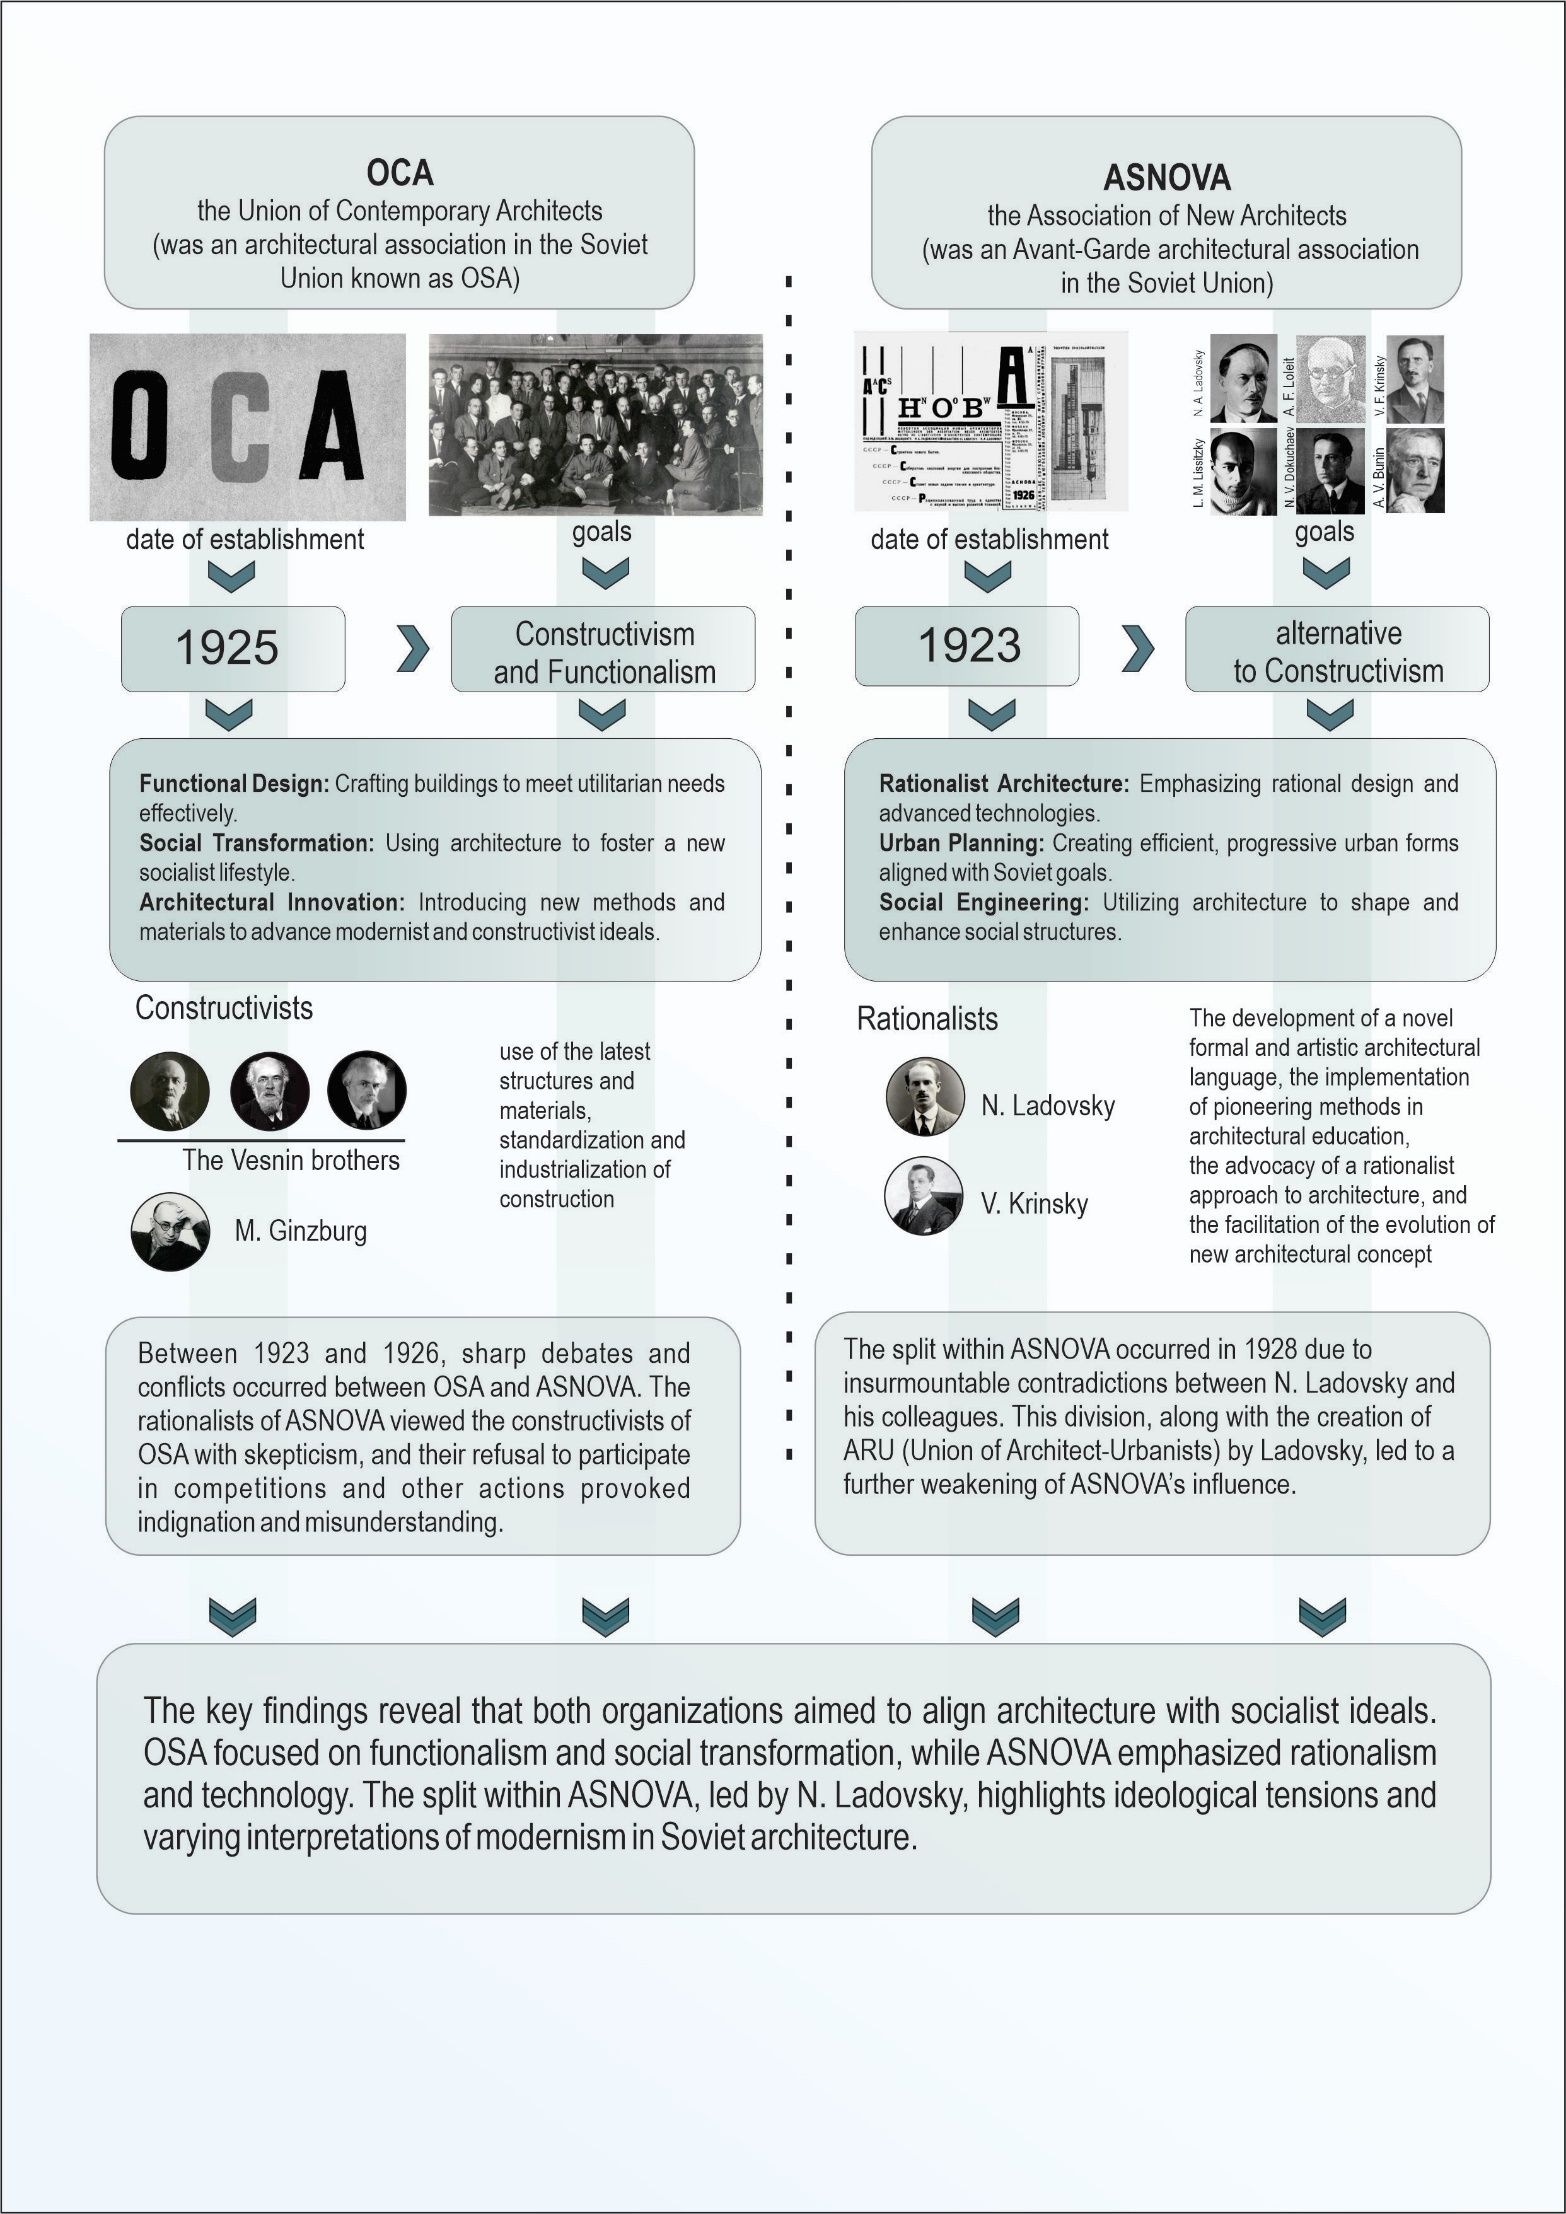 OCA
the Union of Contemporary Architects
(was an architectural association in the Soviet
Union known as OSA)
ОСА
date of establishment
goals
1925
Constructivism
and Functionalism
Functional Design: Crafting buildings to meet utilitarian needs
effectively.
Social Transformation: Using architecture to foster a new
socialist lifestyle.
Architectural Innovation: Introducing new methods and
materials to advance modernist and constructivist ideals.
Constructivists
The Vesnin brothers
M. Ginzburg
use of the latest
structures and
materials,
standardization and
industrialization of
construction
Between 1923 and 1926, sharp debates and
conflicts occurred between OSA and ASNOVA. The
rationalists of ASNOVA viewed the constructivists of
OSA with skepticism, and their refusal to participate
in competitions and other actions provoked
indignation and misunderstanding.
ASNOVA
the Association of New Architects
(was an Avant-Garde architectural association
in the Soviet Union)
А
A
АACS
НNОOВW
СССР
СССР
СССР
СССР
АСНОВА
1926
N. A. Ladovsky
A. F. Loleit
V. F. Krinsky
L. M. Lissitzky
N. V. Dokuchaev
A. V. Bunin
date of establishment
goals
1923
alternative
to Constructivism
Rationalist Architecture: Emphasizing rational design and
advanced technologies.
Urban Planning: Creating efficient, progressive urban forms
aligned with Soviet goals.
Social Engineering: Utilizing architecture to shape and
enhance social structures.
Rationalists
N. Ladovsky
V. Krinsky
The development of a novel
formal and artistic architectural
language, the implementation
of pioneering methods in
architectural education,
the advocacy of a rationalist
approach to architecture, and
the facilitation of the evolution of
new architectural concept
The split within ASNOVA occurred in 1928 due to
insurmountable contradictions between N. Ladovsky and
his colleagues. This division, along with the creation of
ARU (Union of Architect-Urbanists) by Ladovsky, led to a
further weakening of ASNOVA’s influence.
The key findings reveal that both organizations aimed to align architecture with socialist ideals.
OSA focused on functionalism and social transformation, while ASNOVA emphasized rationalism
and technology. The split within ASNOVA, led by N. Ladovsky, highlights ideological tensions and
varying interpretations of modernism in Soviet architecture.